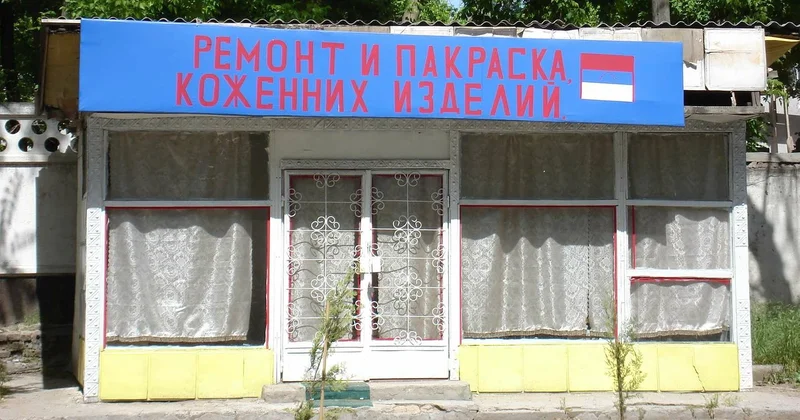 РЕМОНТ И ПАКРАСКА,
КОЖЕННИХ ИЗДЕЛИЙ